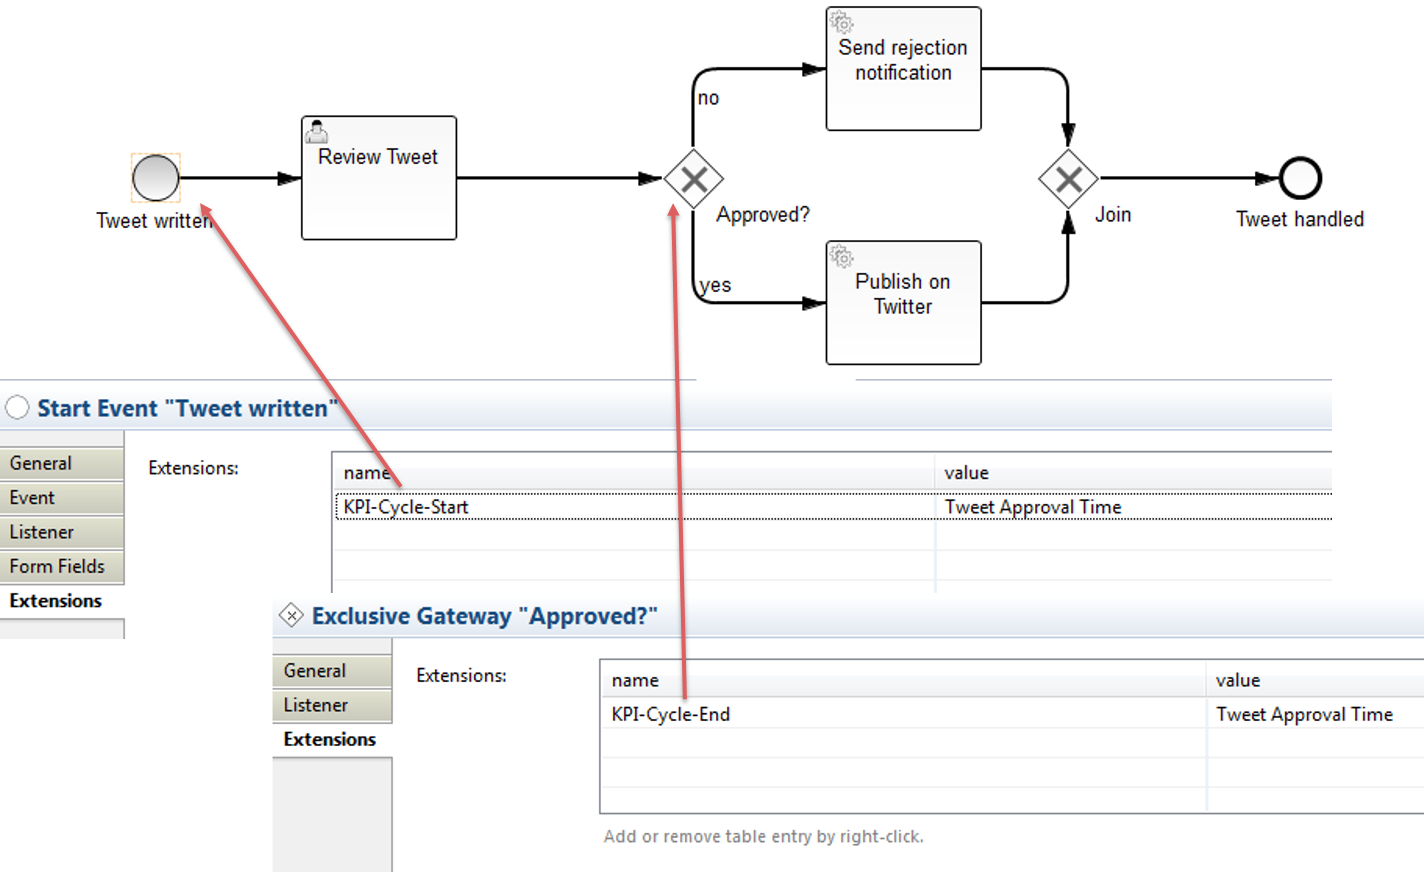 Send rejection
notification
no
Review Tweet
Tweet written
Approved?
Join
Tweet handled
yes
Publish on
Twitter
Start Event "Tweet written"
General
Event
Listener
Form Fields
Extensions
Extensions:
name
value
KPI-Cycle-Start
Tweet Approval Time
Exclusive Gateway "Approved?"
General
Listener
Extensions
Extensions:
name
value
KPI-Cycle-End
Tweet Approval Time
Add or remove table entry by right-click.